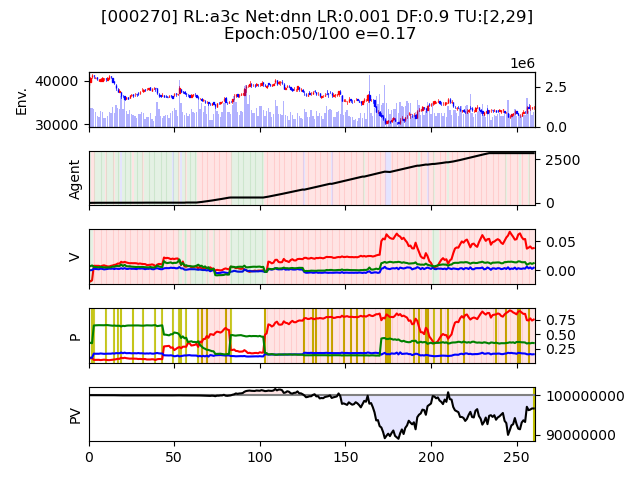 [000270] RL:a3c Net:dnn LR:0.001 DF:0.9 TU:[2,29]
Epoch:050/100 e=0.17
1e6
Env.
40000
30000
2.5
0.0
Agent
2500
0
V
0.05
0.00
P
0.75
0.50
0.25
PV
100000000
90000000
0 50 100 150 200 250